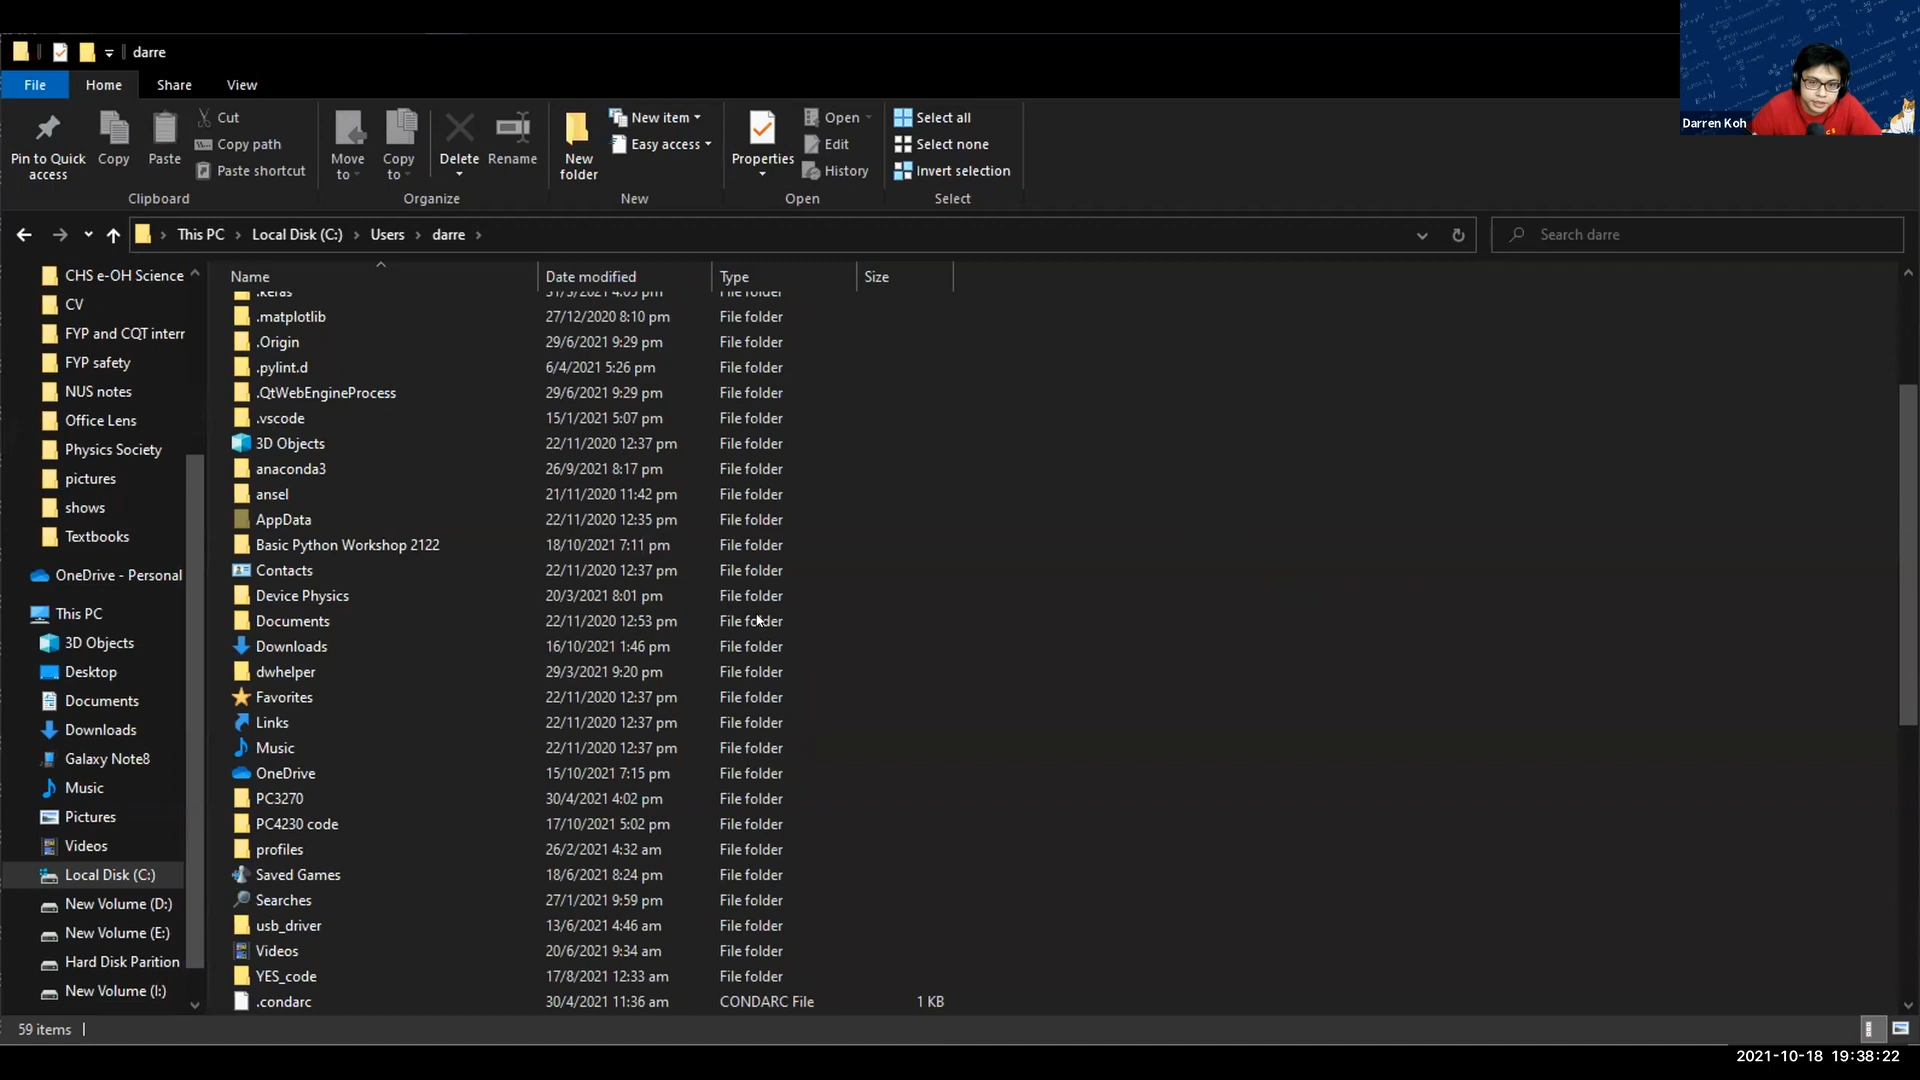 darre
File Home Share View
Pin to Quick access
Copy
Paste
Cut
Copy path
Paste shortcut
Clipboard
Move to
Copy to
Delete
Rename
Organize
New folder
New item
Easy access
New
Properties
Open
Edit
History
Open
Select all
Select none
Invert selection
Select
Darren Koh
This PC > Local Disk (C:) > Users > darre >
Search darre
CHS e-OH Science
CV
FYP and CQT interr
FYP safety
NUS notes
Office Lens
Physics Society
pictures
shows
Textbooks
OneDrive - Personal
This PC
3D Objects
Desktop
Documents
Downloads
Galaxy Note8
Music
Pictures
Videos
Local Disk (C:)
New Volume (D:)
New Volume (E:)
Hard Disk Parition
New Volume (I:)
Name Date modified Type Size
.keras 31/3/2021 4:05 pm File folder
.matplotlib 27/12/2020 8:10 pm File folder
.Origin 29/6/2021 9:29 pm File folder
.pylint.d 6/4/2021 5:26 pm File folder
.QtWebEngineProcess 29/6/2021 9:29 pm File folder
.vscode 15/1/2021 5:07 pm File folder
3D Objects 22/11/2020 12:37 pm File folder
anaconda3 26/9/2021 8:17 pm File folder
ansel 21/11/2020 11:42 pm File folder
AppData 22/11/2020 12:35 pm File folder
Basic Python Workshop 2122 18/10/2021 7:11 pm File folder
Contacts 22/11/2020 12:37 pm File folder
Device Physics 20/3/2021 8:01 pm File folder
Documents 22/11/2020 12:53 pm File folder
Downloads 16/10/2021 1:46 pm File folder
dwhelper 29/3/2021 9:20 pm File folder
Favorites 22/11/2020 12:37 pm File folder
Links 22/11/2020 12:37 pm File folder
Music 22/11/2020 12:37 pm File folder
OneDrive 15/10/2021 7:15 pm File folder
PC3270 30/4/2021 4:02 pm File folder
PC4230 code 17/10/2021 5:02 pm File folder
profiles 26/2/2021 4:32 am File folder
Saved Games 18/6/2021 8:24 pm File folder
Searches 27/1/2021 9:59 pm File folder
usb_driver 13/6/2021 4:46 am File folder
Videos 20/6/2021 9:34 am File folder
YES_code 17/8/2021 12:33 am File folder
.condarc 30/4/2021 11:36 am CONDARC File 1 KB
59 items
2021-10-18 19:38:22